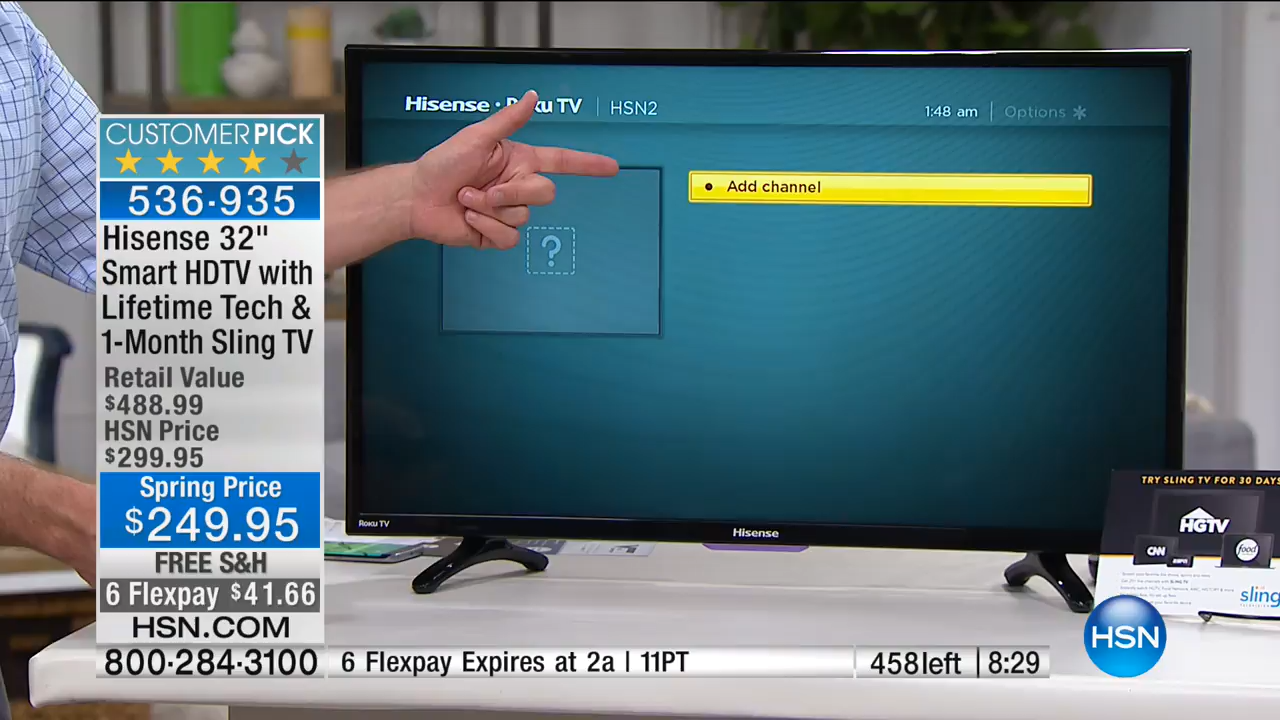 CUSTOMER PICK
536-935
Hisense 32"
Smart HDTV with
Lifetime Tech &
1-Month Sling TV
Retail Value
$488.99
HSN Price
$299.95
Spring Price
$249.95
FREE S&H
6 Flexpay $41.66
HSN.COM
800-284-3100
6 Flexpay Expires at 2a | 11PT
458 left | 8:29
Hisense · Roku TV | HSN2
1:48 am | Options ✱
Add channel
?
Roku TV
Hisense
TRY SLING TV FOR 30 DAYS
HGTV
CNN
ESPN
food
sling
HSN